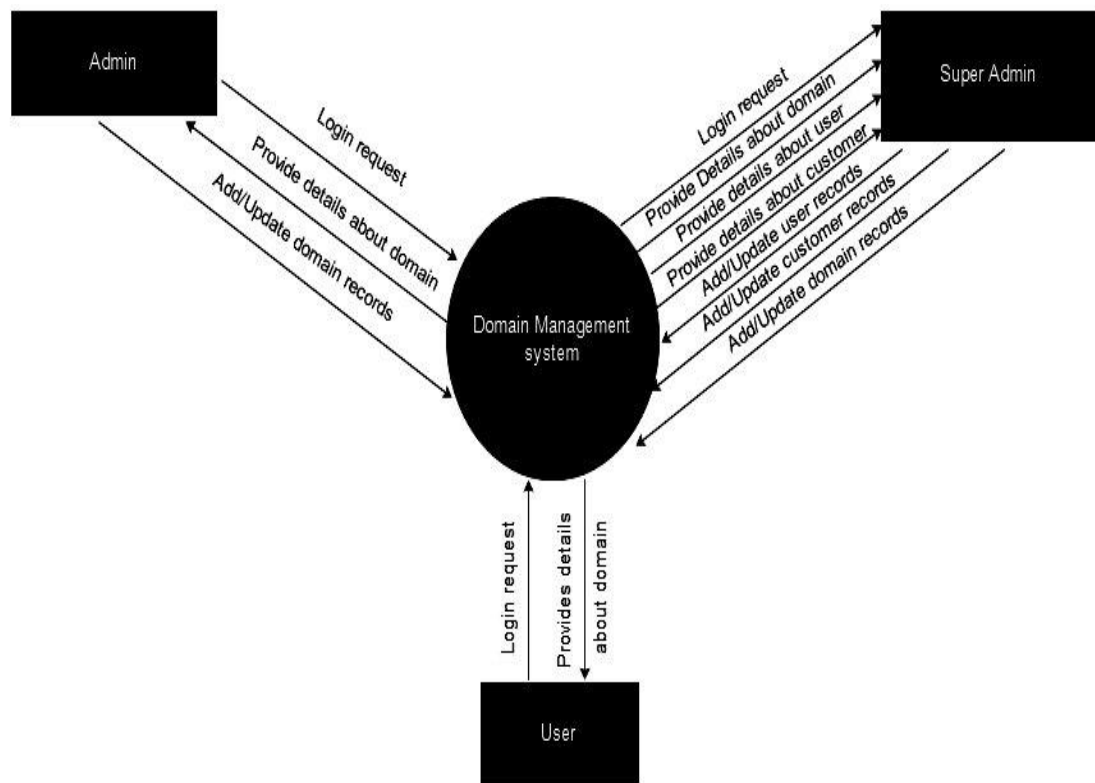 Admin
Super Admin
Login request
Provide details about domain
Add/Update domain records
Login request
Provide Details about domain
Provide details about user
Provide details about customer
Add/Update user records
Add/Update customer records
Add/Update domain records
Domain Management
system
Login request
Provides details
about domain
User